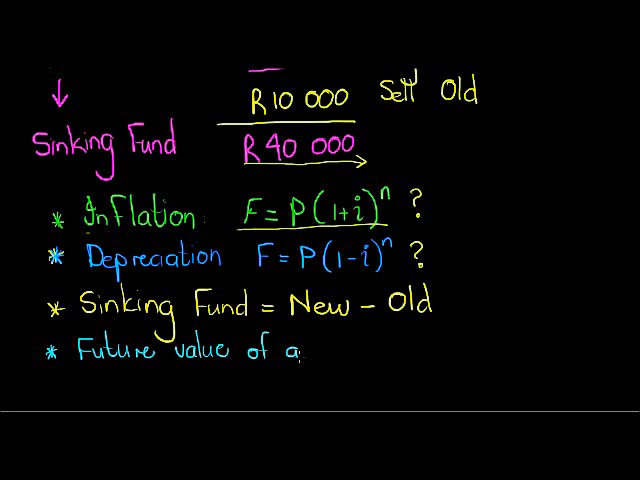 R10 000 Sell Old
↓
Sinking Fund R40 000
* Inflation F = P(1+i)^n ?
* Depreciation F = P(1-i)^n ?
* Sinking Fund = New - Old
* Future value of a